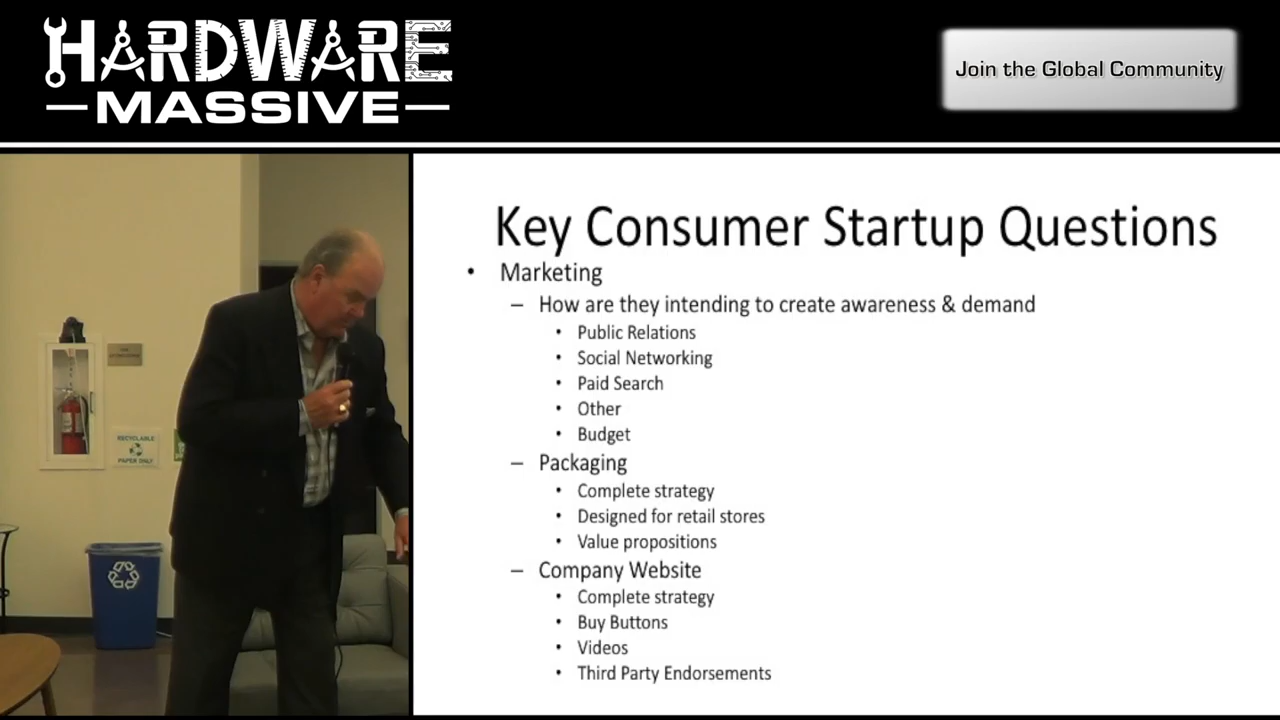 HARDWARE
MASSIVE
Join the Global Community
Key Consumer Startup Questions
• Marketing
– How are they intending to create awareness & demand
• Public Relations
• Social Networking
• Paid Search
• Other
• Budget
– Packaging
• Complete strategy
• Designed for retail stores
• Value propositions
– Company Website
• Complete strategy
• Buy Buttons
• Videos
• Third Party Endorsements
RECYCLABLE
PAPER ONLY